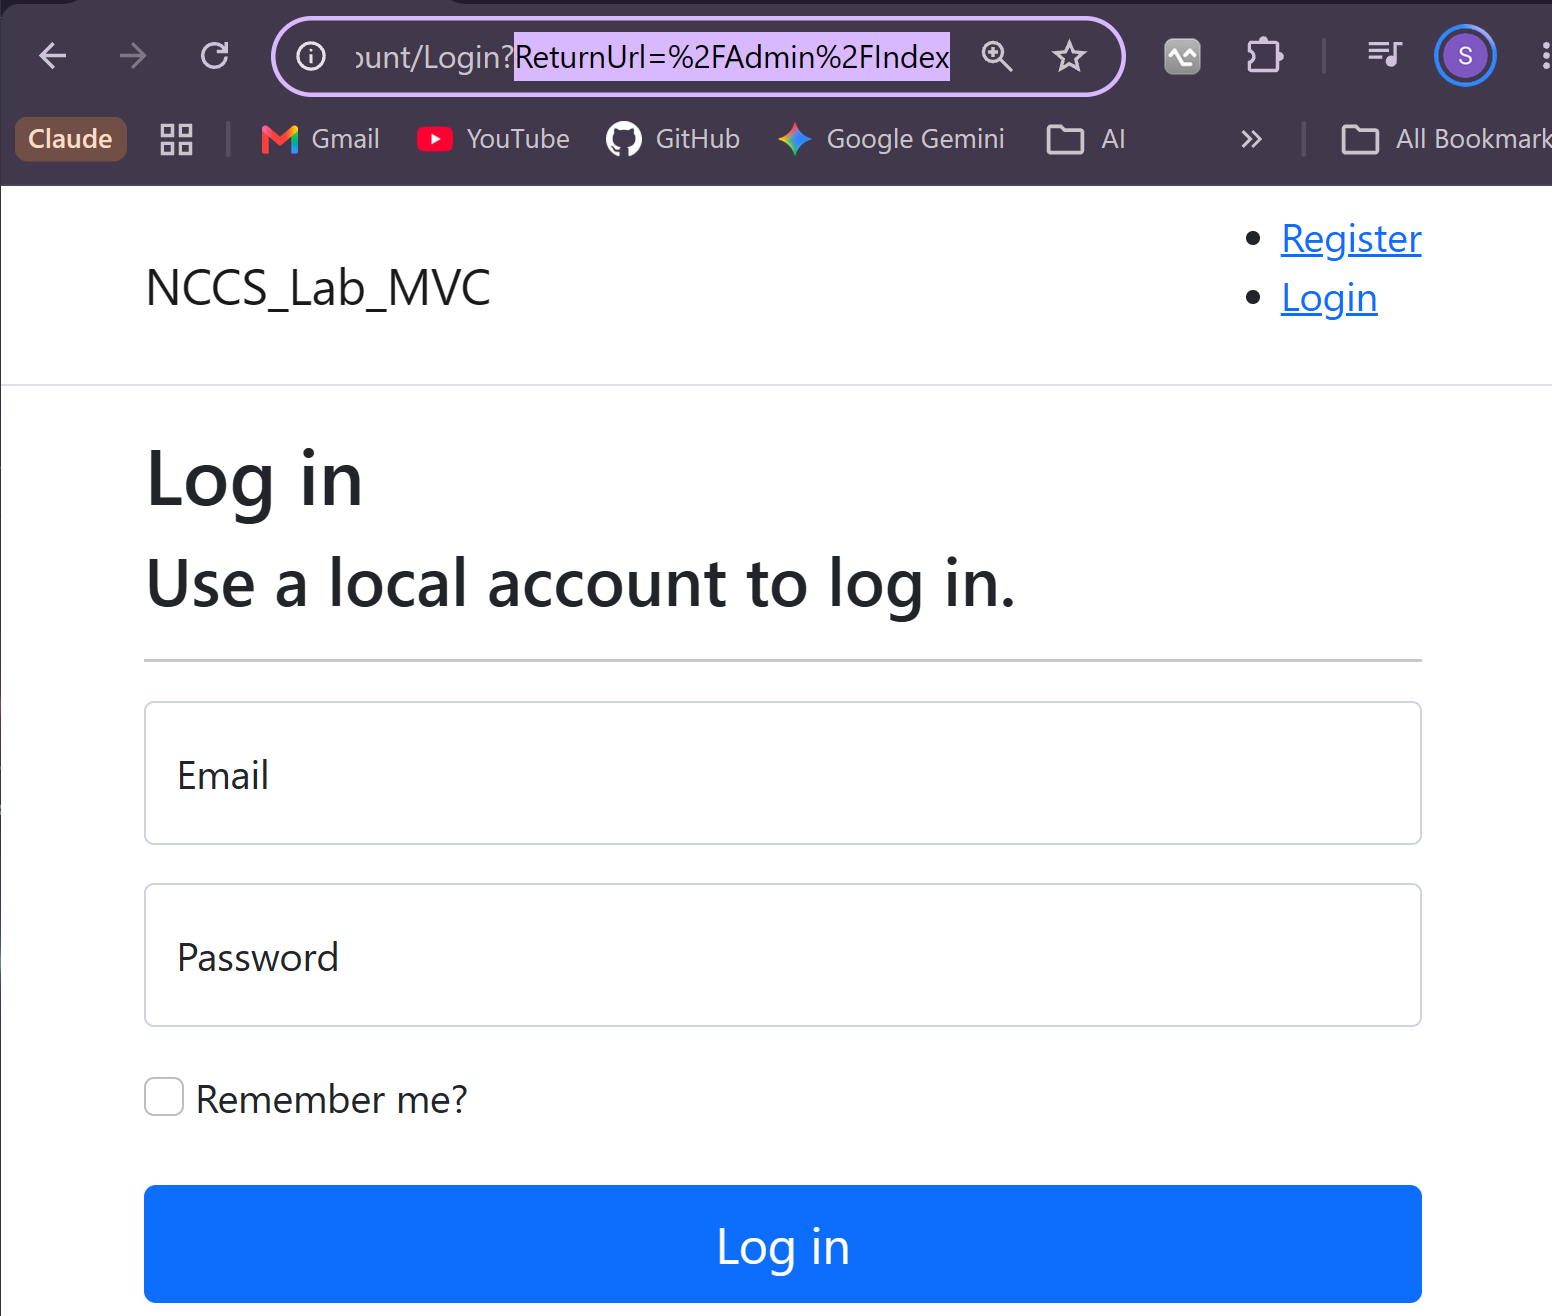 ount/Login?ReturnUrl=%2FAdmin%2FIndex
S
Claude
Gmail
YouTube
GitHub
Google Gemini
AI
All Bookmark
NCCS_Lab_MVC
Register
Login
Log in
Use a local account to log in.
Email
Password
Remember me?
Log in